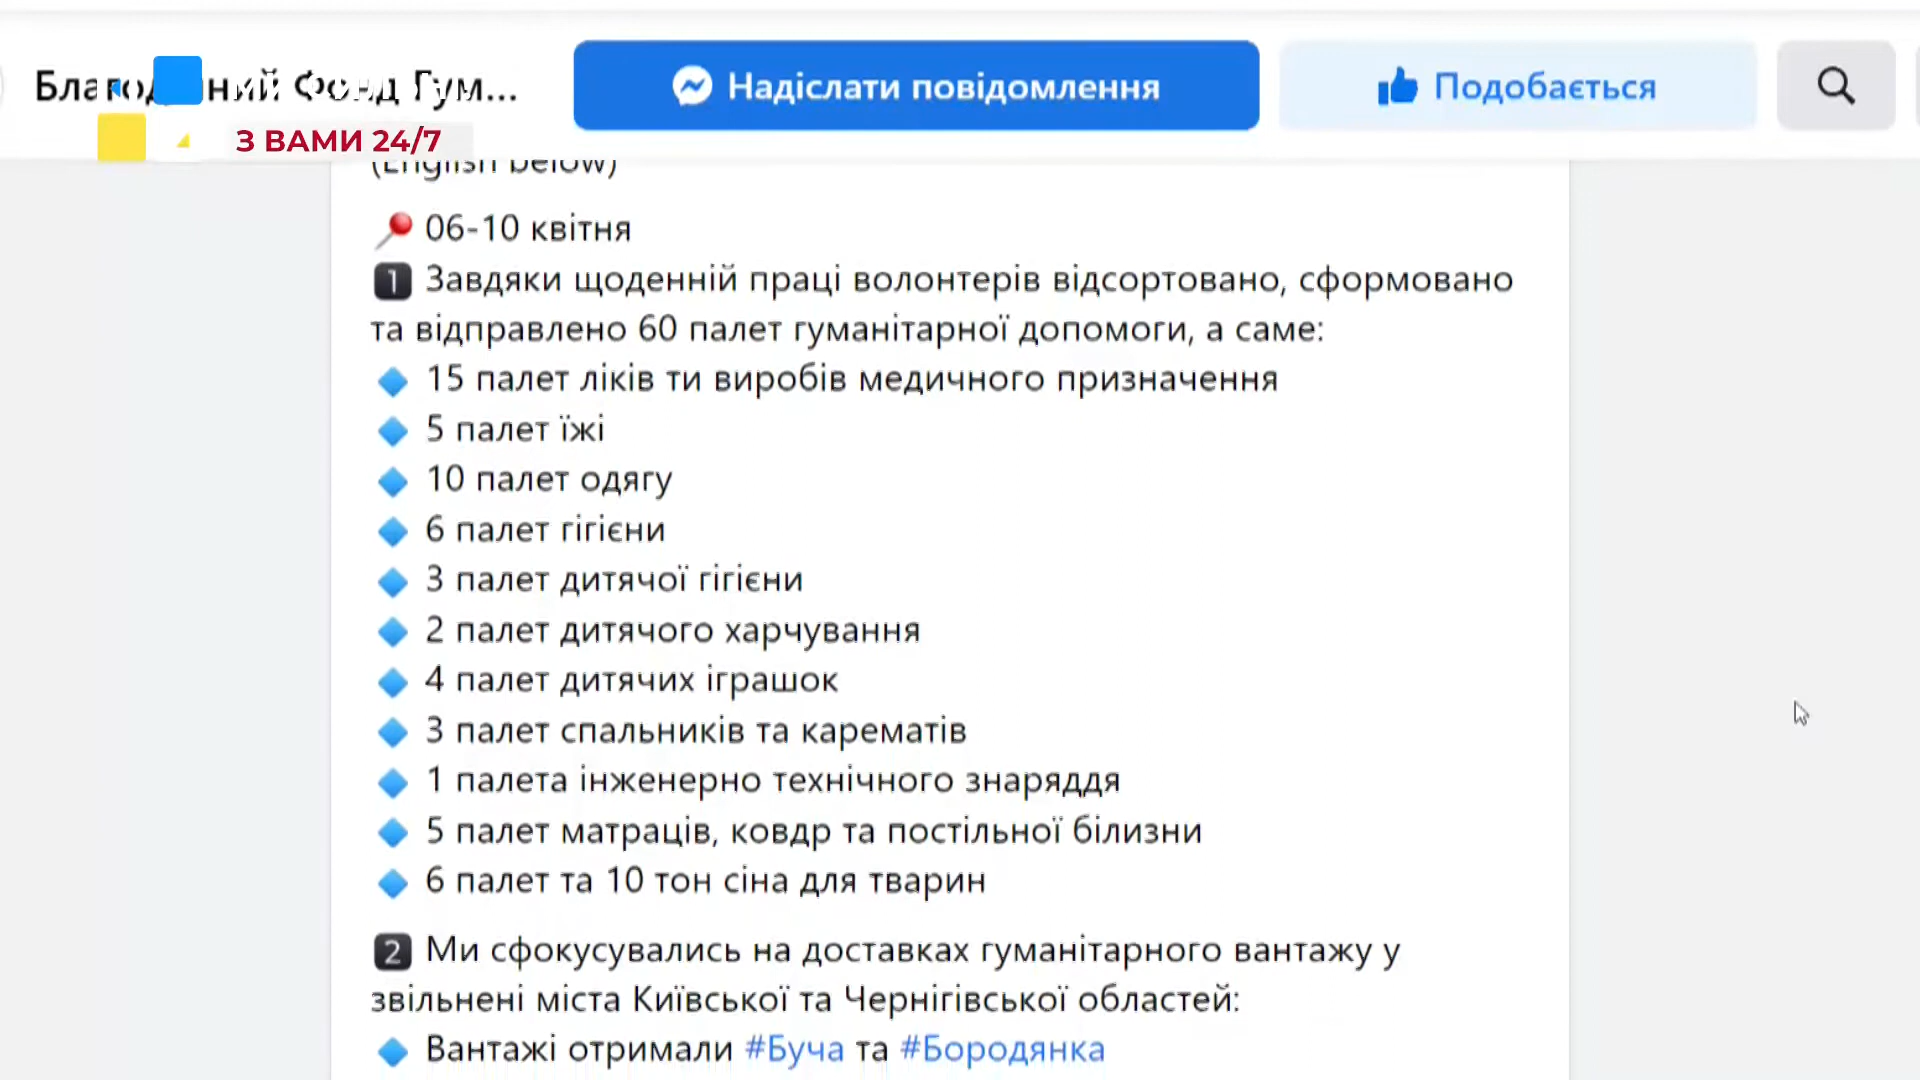 Надіслати повідомлення
Подобається
З ВАМИ 24/7
(English below)
06-10 квітня
1 Завдяки щоденній праці волонтерів відсортовано, сформовано
та відправлено 60 палет гуманітарної допомоги, а саме:
15 палет ліків ти виробів медичного призначення
5 палет їжі
10 палет одягу
6 палет гігієни
3 палет дитячої гігієни
2 палет дитячого харчування
4 палет дитячих іграшок
3 палет спальників та карематів
1 палета інженерно технічного знаряддя
5 палет матраців, ковдр та постільної білизни
6 палет та 10 тон сіна для тварин
2 Ми сфокусувались на доставках гуманітарного вантажу у
звільнені міста Київської та Чернігівської областей:
Вантажі отримали #Буча та #Бородянка